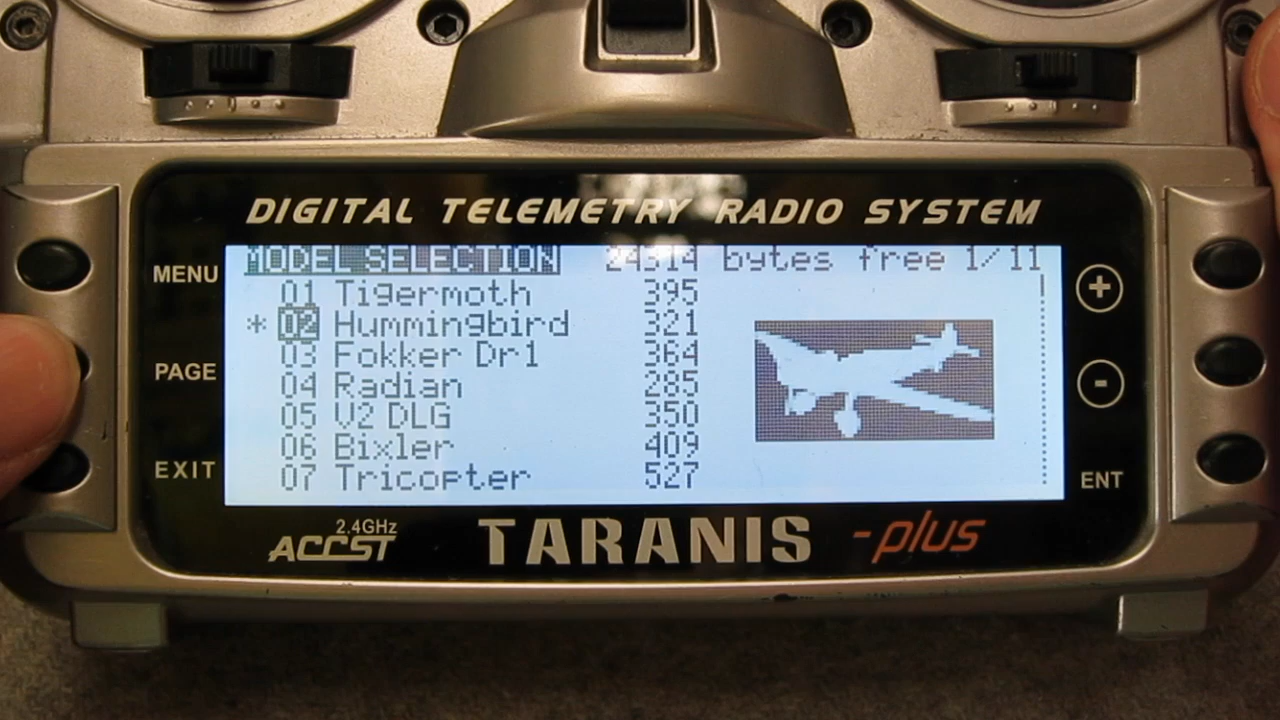 DIGITAL TELEMETRY RADIO SYSTEM
MODEL SELECTION 24314 bytes free 1/11
01 Tigermoth 395
* 02 Hummingbird 321
03 Fokker Dr1 364
04 Radian 285
05 V2 DLG 350
06 Bixler 409
07 Tricopter 527
MENU
PAGE
EXIT
+
-
ENT
2.4GHz
ACCST
TARANIS -plus